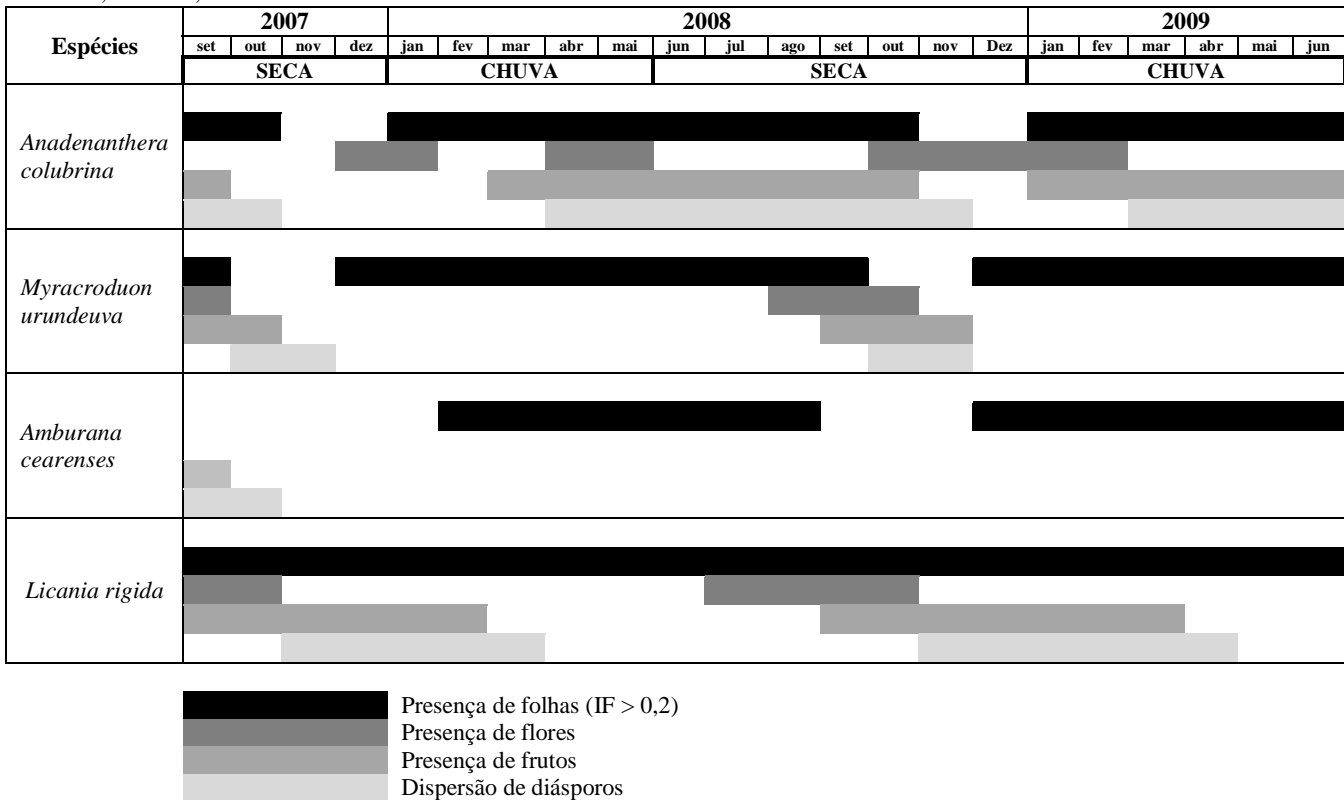 2007 2008 2009
Espécies
set out nov dez jan fev mar abr mai jun jul ago set out nov Dez jan fev mar abr mai jun
SECA CHUVA SECA CHUVA
Anadenanthera
colubrina
Myracroduon
urundeuva
Amburana
cearenses
Licania rigida
Presença de folhas (IF > 0,2)
Presença de flores
Presença de frutos
Dispersão de diásporos